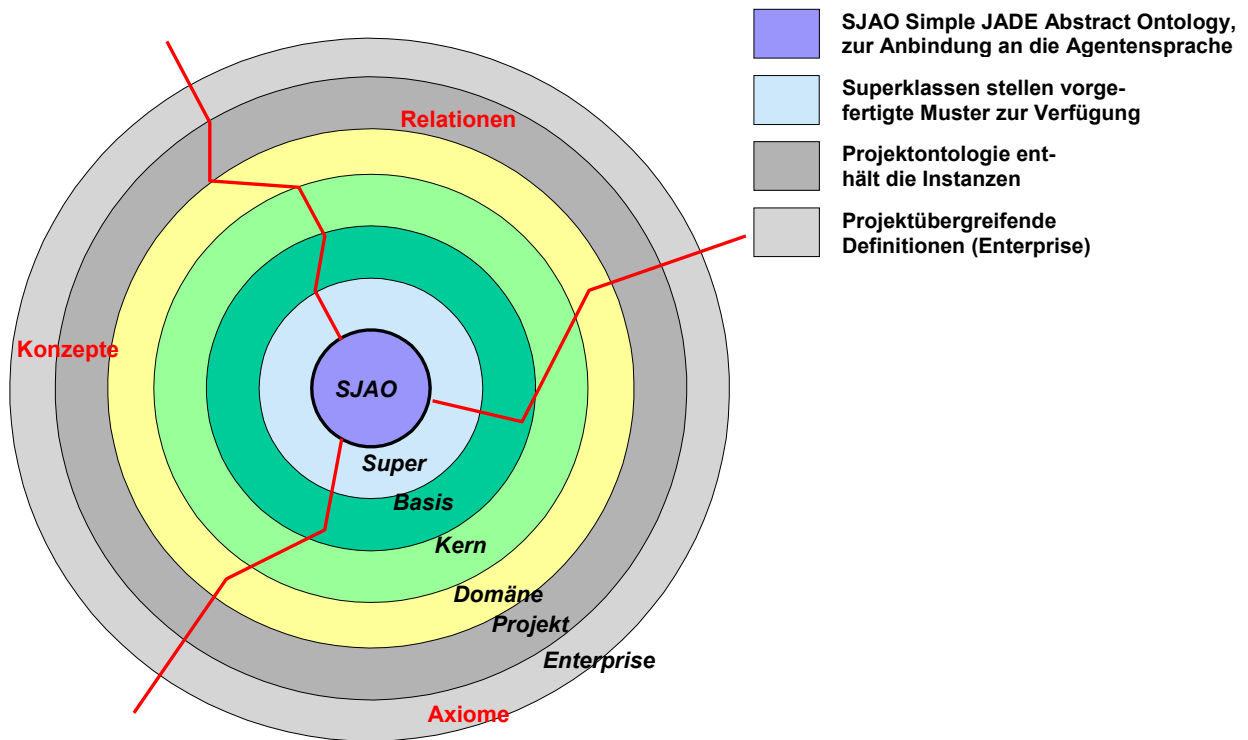 SJAO Simple JADE Abstract Ontology,
zur Anbindung an die Agentensprache
Superklassen stellen vorge-
fertigte Muster zur Verfügung
Projektontologie ent-
hält die Instanzen
Projektübergreifende
Definitionen (Enterprise)
Relationen
Konzepte
SJAO
Super
Basis
Kern
Domäne
Projekt
Enterprise
Axiome